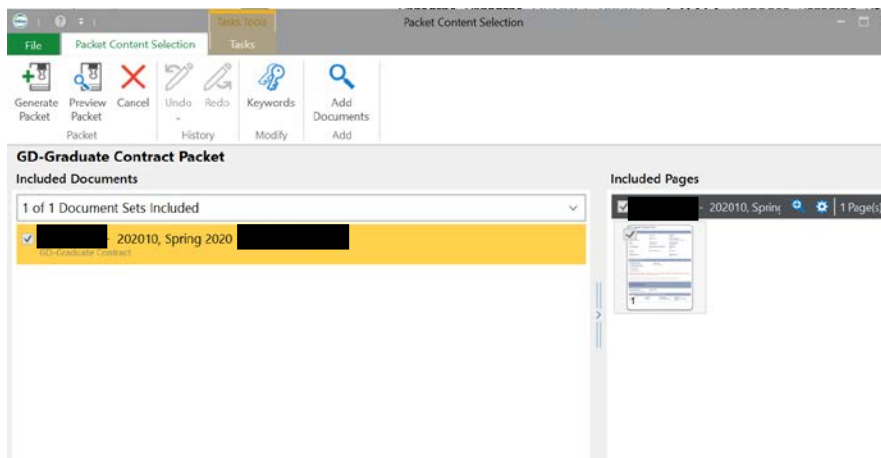 Tasks Tools
Packet Content Selection
File
Packet Content Selection
Tasks
Generate Packet
Preview Packet
Cancel
Undo
Redo
Keywords
Add Documents
Packet
History
Modify
Add
GD-Graduate Contract Packet
Included Documents
Included Pages
1 of 1 Document Sets Included
- 202010, Spring 1 Page(s)
- 202010, Spring 2020
GD-Graduate Contract
1